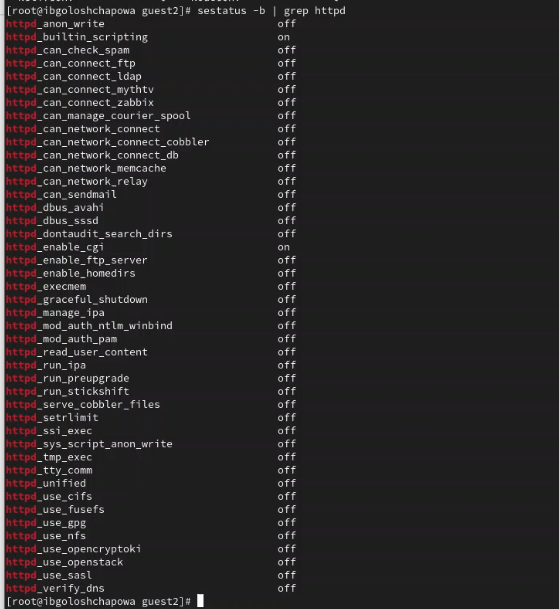 [root@ibgoloshchapowa guest2]# sestatus -b | grep httpd
httpd_anon_write off
httpd_builtin_scripting on
httpd_can_check_spam off
httpd_can_connect_ftp off
httpd_can_connect_ldap off
httpd_can_connect_mythtv off
httpd_can_connect_zabbix off
httpd_can_manage_courier_spool off
httpd_can_network_connect off
httpd_can_network_connect_cobbler off
httpd_can_network_connect_db off
httpd_can_network_memcache off
httpd_can_network_relay off
httpd_can_sendmail off
httpd_dbus_avahi off
httpd_dbus_sssd off
httpd_dontaudit_search_dirs off
httpd_enable_cgi on
httpd_enable_ftp_server off
httpd_enable_homedirs off
httpd_execmem off
httpd_graceful_shutdown off
httpd_manage_ipa off
httpd_mod_auth_ntlm_winbind off
httpd_mod_auth_pam off
httpd_read_user_content off
httpd_run_ipa off
httpd_run_preupgrade off
httpd_run_stickshift off
httpd_serve_cobbler_files off
httpd_setrlimit off
httpd_ssi_exec off
httpd_sys_script_anon_write off
httpd_tmp_exec off
httpd_tty_comm off
httpd_unified off
httpd_use_cifs off
httpd_use_fusefs off
httpd_use_gpg off
httpd_use_nfs off
httpd_use_opencryptoki off
httpd_use_openstack off
httpd_use_sasl off
httpd_verify_dns off
[root@ibgoloshchapowa guest2]#